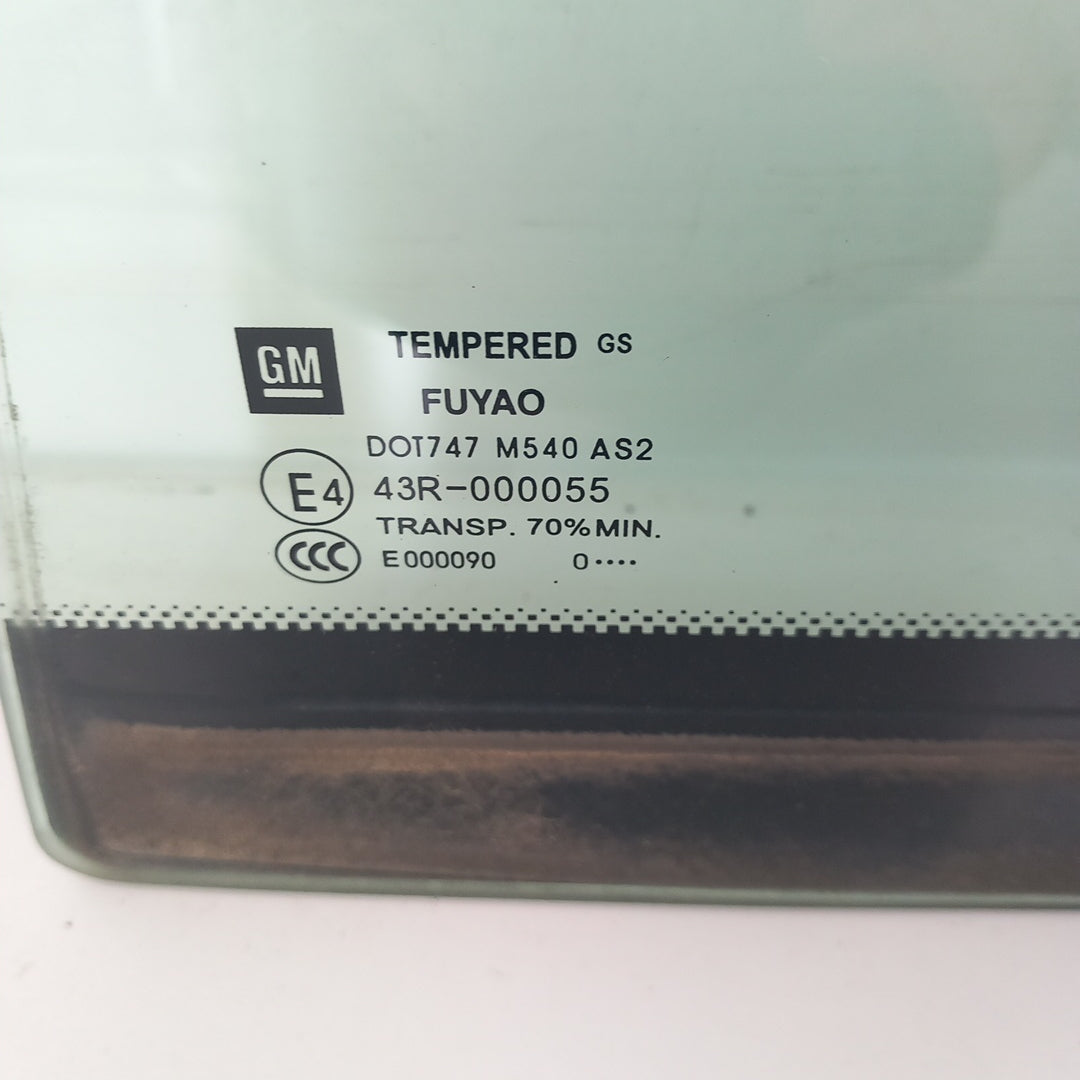 GM
TEMPERED GS
FUYAO
DOT747 M540 AS2
E4 43R-000055
TRANSP. 70% MIN.
CCC E000090 0••••